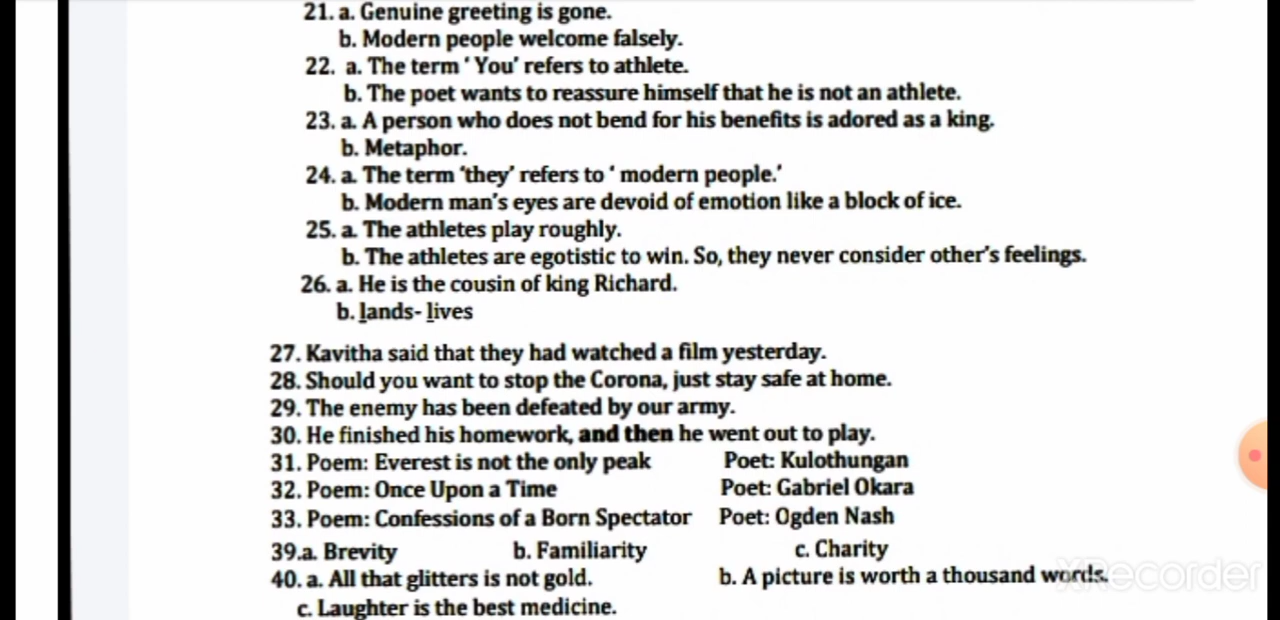 21. a. Genuine greeting is gone.
b. Modern people welcome falsely.
22. a. The term ‘ You’ refers to athlete.
b. The poet wants to reassure himself that he is not an athlete.
23. a. A person who does not bend for his benefits is adored as a king.
b. Metaphor.
24. a. The term ‘they’ refers to ‘ modern people.’
b. Modern man’s eyes are devoid of emotion like a block of ice.
25. a. The athletes play roughly.
b. The athletes are egotistic to win. So, they never consider other’s feelings.
26. a. He is the cousin of king Richard.
b. lands- lives
27. Kavitha said that they had watched a film yesterday.
28. Should you want to stop the Corona, just stay safe at home.
29. The enemy has been defeated by our army.
30. He finished his homework, and then he went out to play.
31. Poem: Everest is not the only peak Poet: Kulothungan
32. Poem: Once Upon a Time Poet: Gabriel Okara
33. Poem: Confessions of a Born Spectator Poet: Ogden Nash
39.a. Brevity b. Familiarity c. Charity
40. a. All that glitters is not gold. b. A picture is worth a thousand words.
c. Laughter is the best medicine.
XRecorder